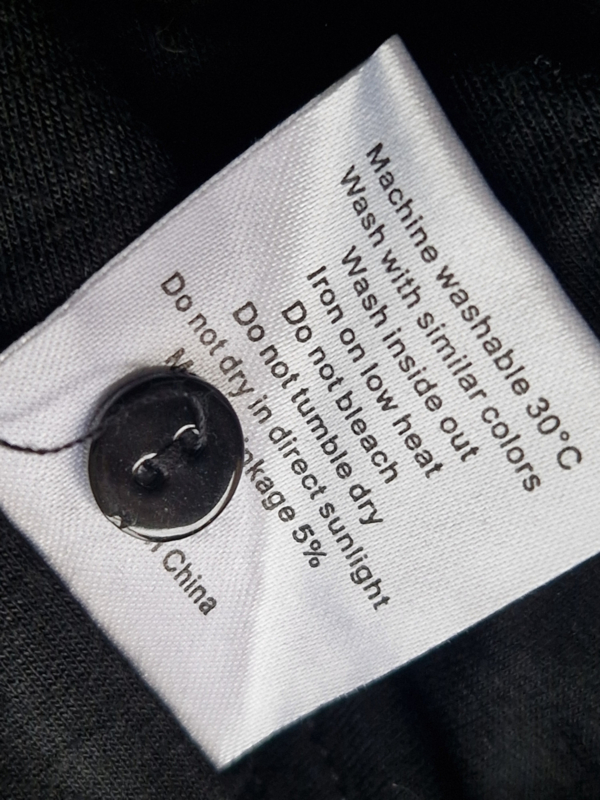 Machine washable 30°C
Wash with similar colors
Wash inside out
Iron on low heat
Do not bleach
Do not tumble dry
Do not dry in direct sunlight
5%
China